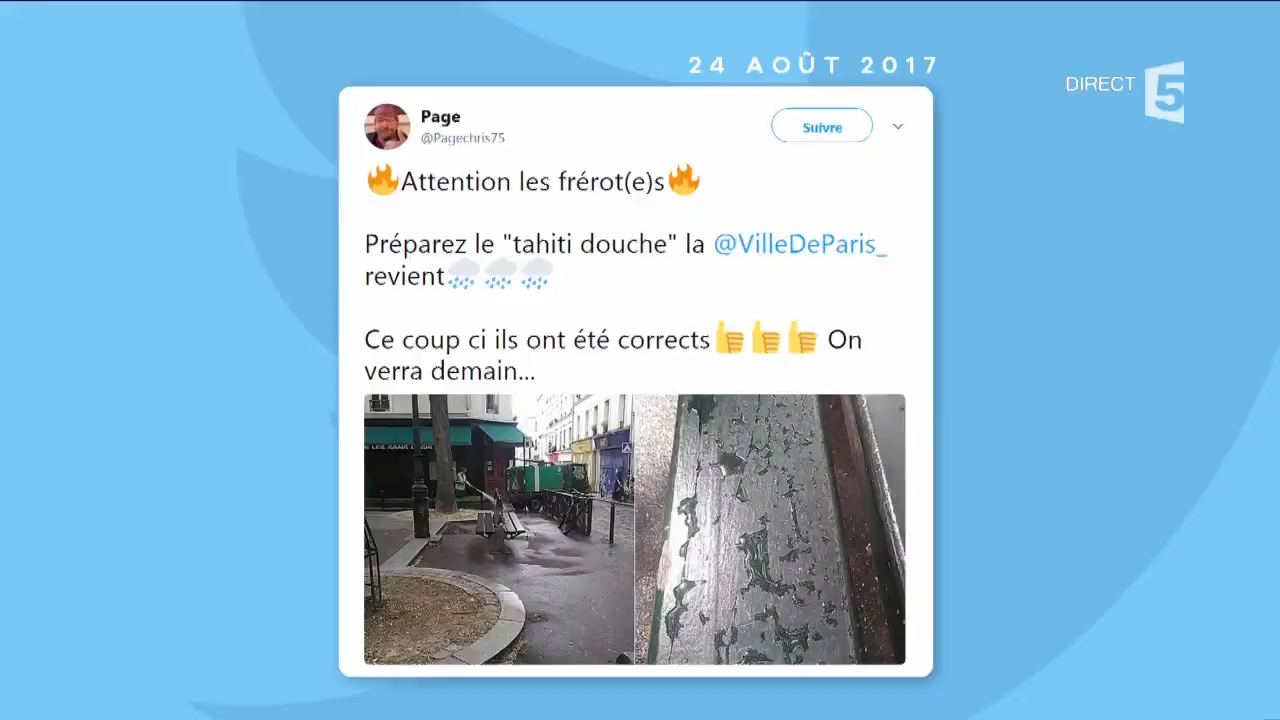 24 AOÛT 2017
DIRECT 5
Page
@Pagechris75
Suivre
🔥Attention les frérot(e)s🔥
Préparez le "tahiti douche" la @VilleDeParis_
revient🌧🌧🌧
Ce coup ci ils ont été corrects👍👍👍 On
verra demain...